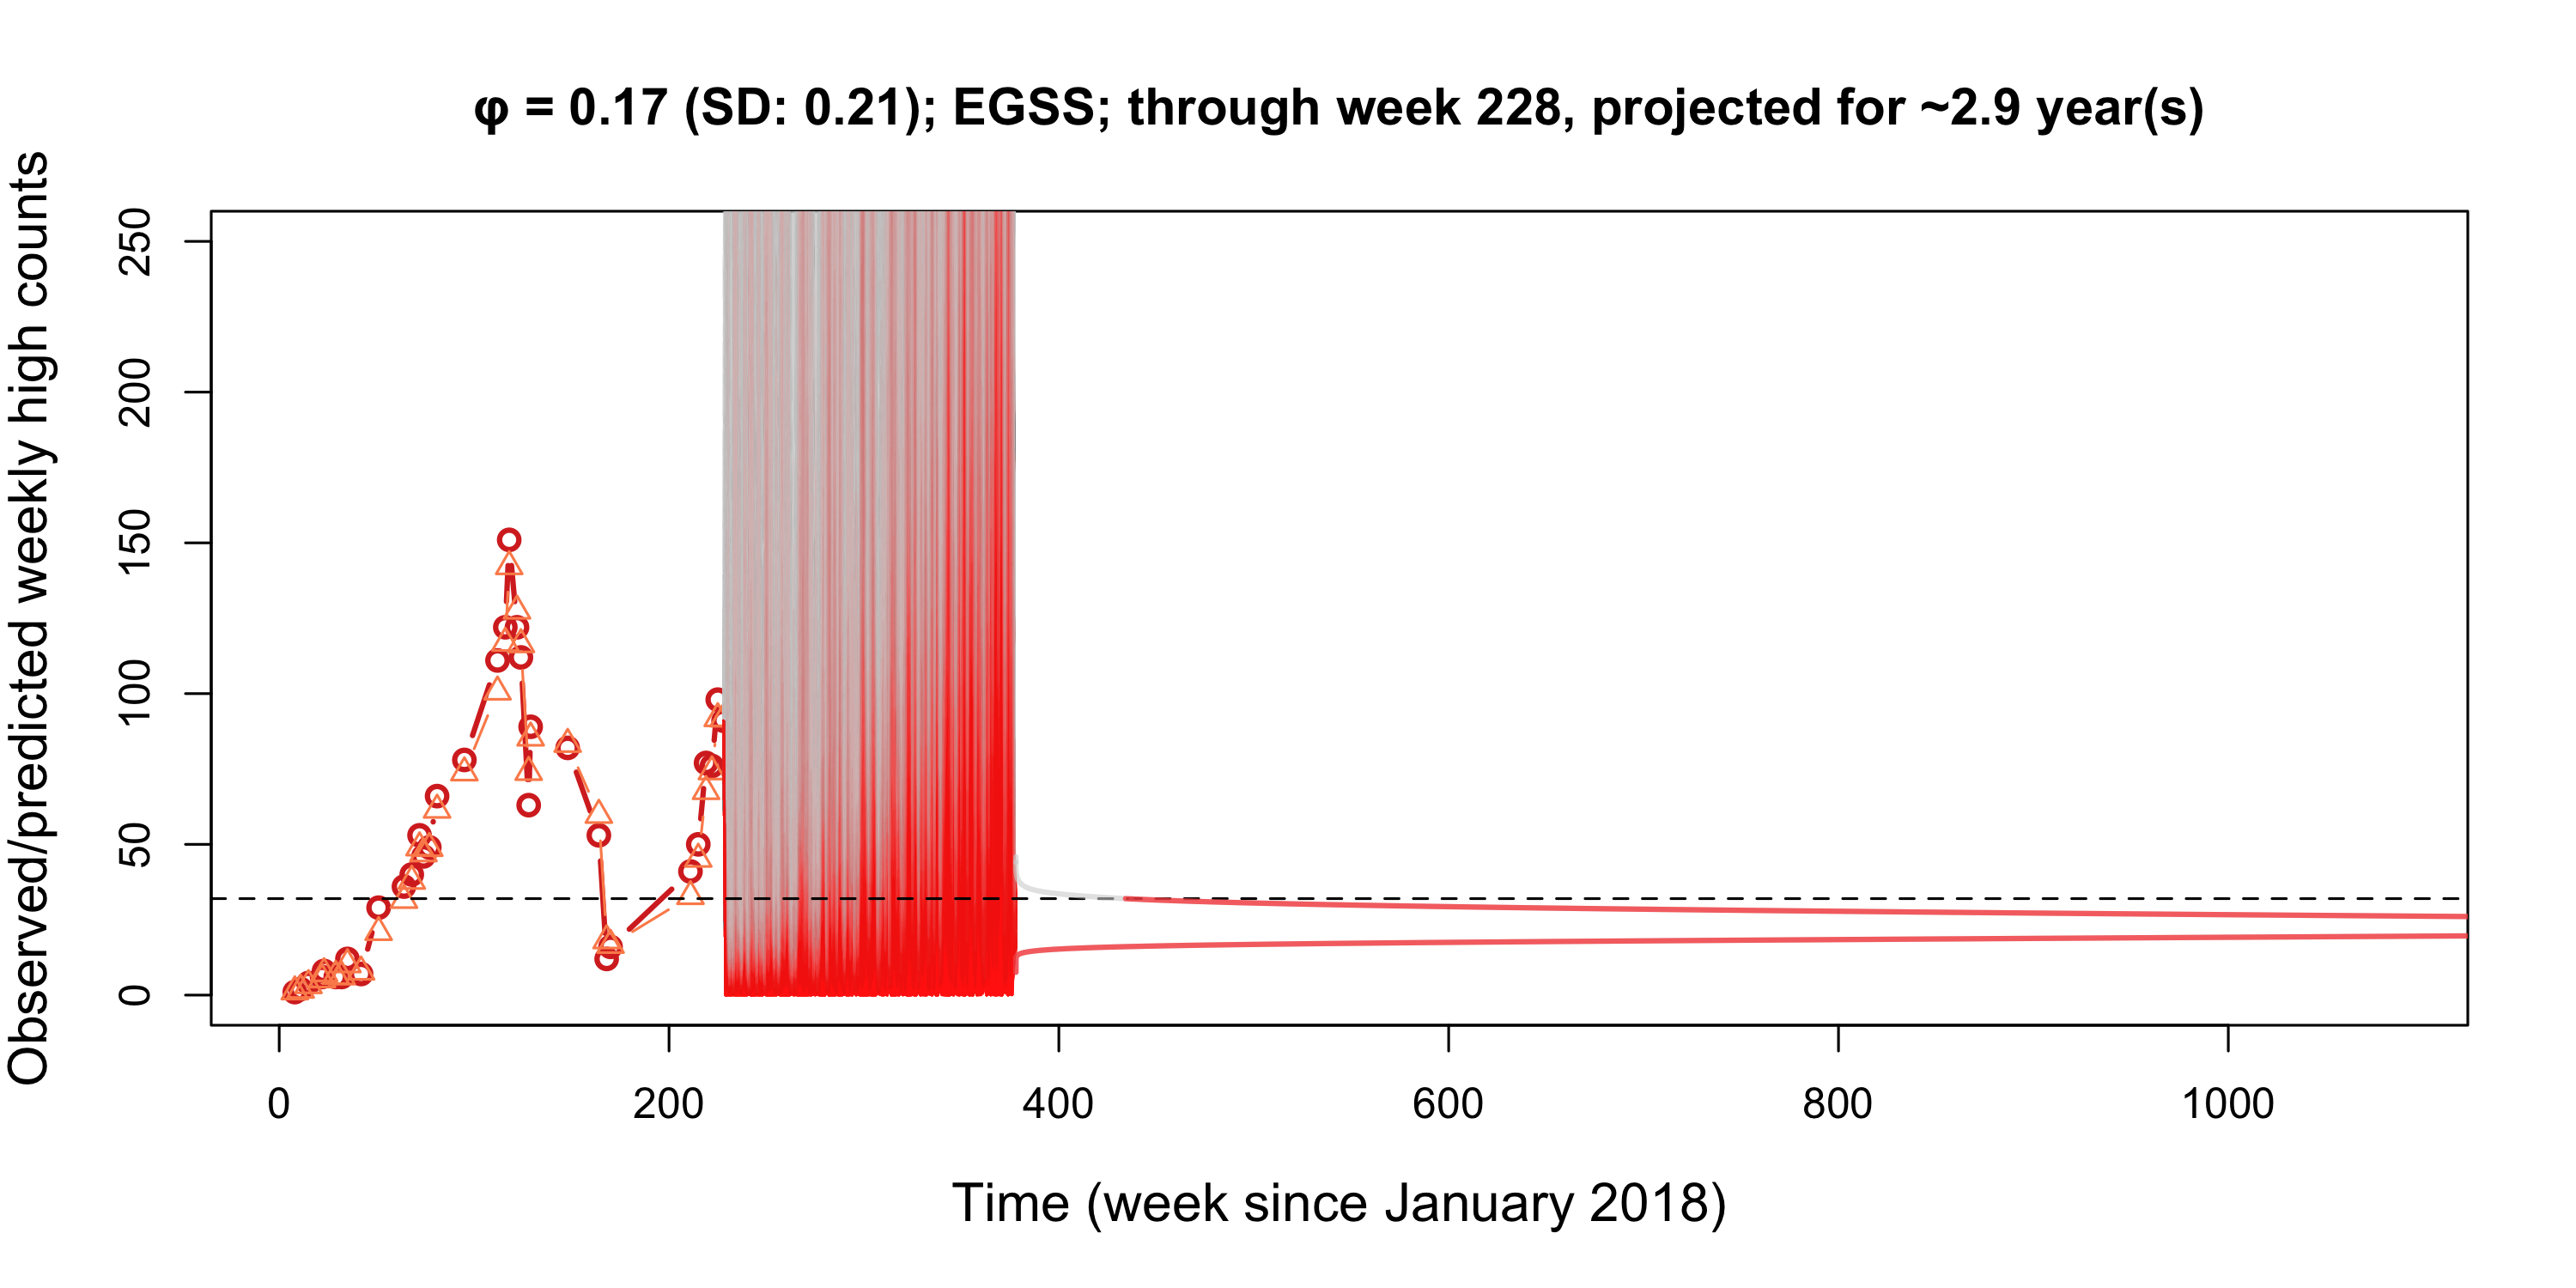 φ = 0.17 (SD: 0.21); EGSS; through week 228, projected for ~2.9 year(s)
Observed/predicted weekly high counts
250
200
150
100
50
0
0 200 400 600 800 1000
Time (week since January 2018)